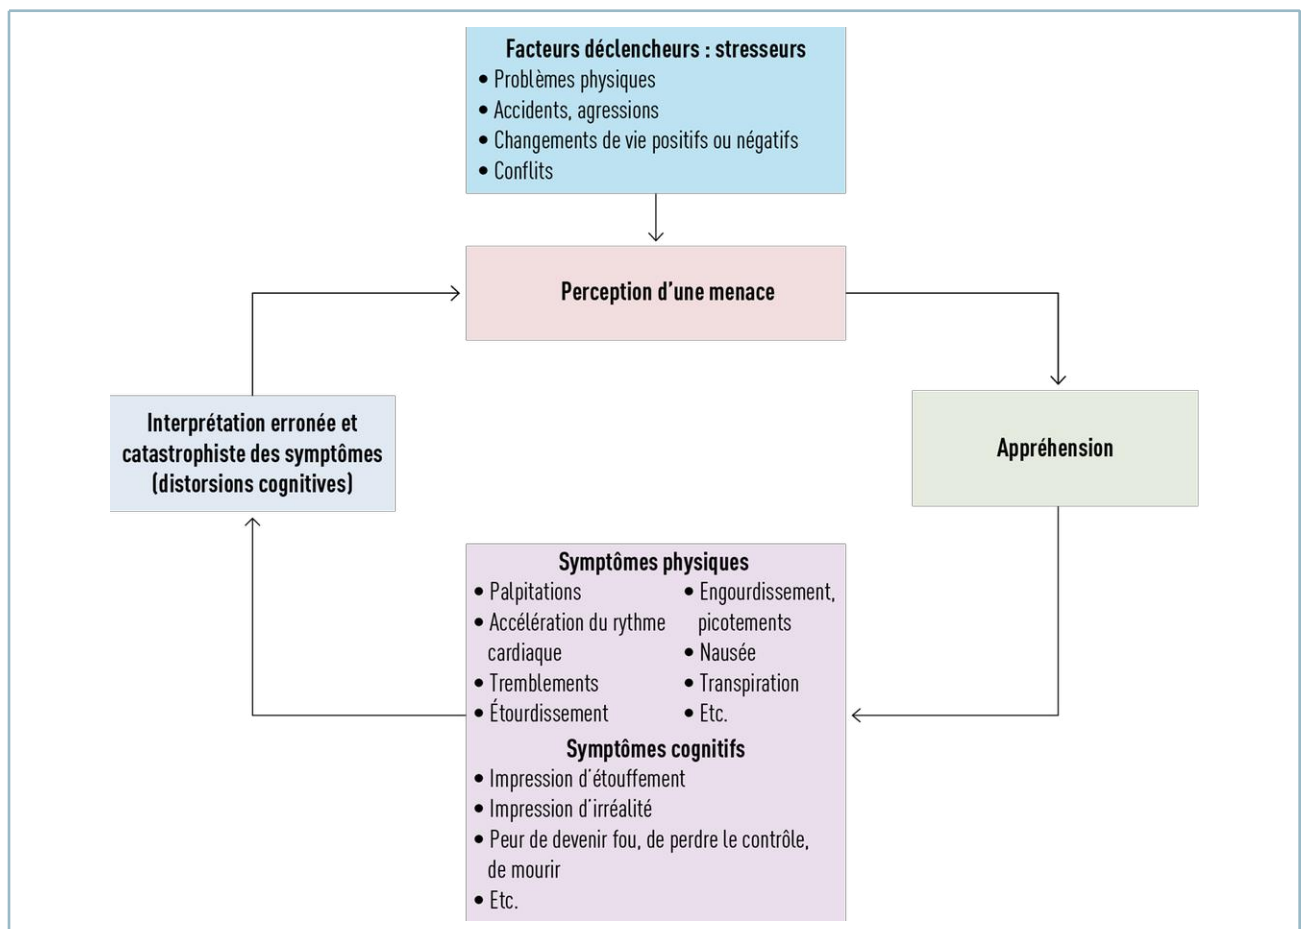 Facteurs déclencheurs : stresseurs
• Problèmes physiques
• Accidents, agressions
• Changements de vie positifs ou négatifs
• Conflits
Perception d'une menace
Appréhension
Interprétation erronée et
catastrophiste des symptômes
(distorsions cognitives)
Symptômes physiques
• Palpitations
• Accélération du rythme
cardiaque
• Tremblements
• Étourdissement
• Engourdissement,
picotements
• Nausée
• Transpiration
• Etc.
Symptômes cognitifs
• Impression d'étouffement
• Impression d'irréalité
• Peur de devenir fou, de perdre le contrôle,
de mourir
• Etc.